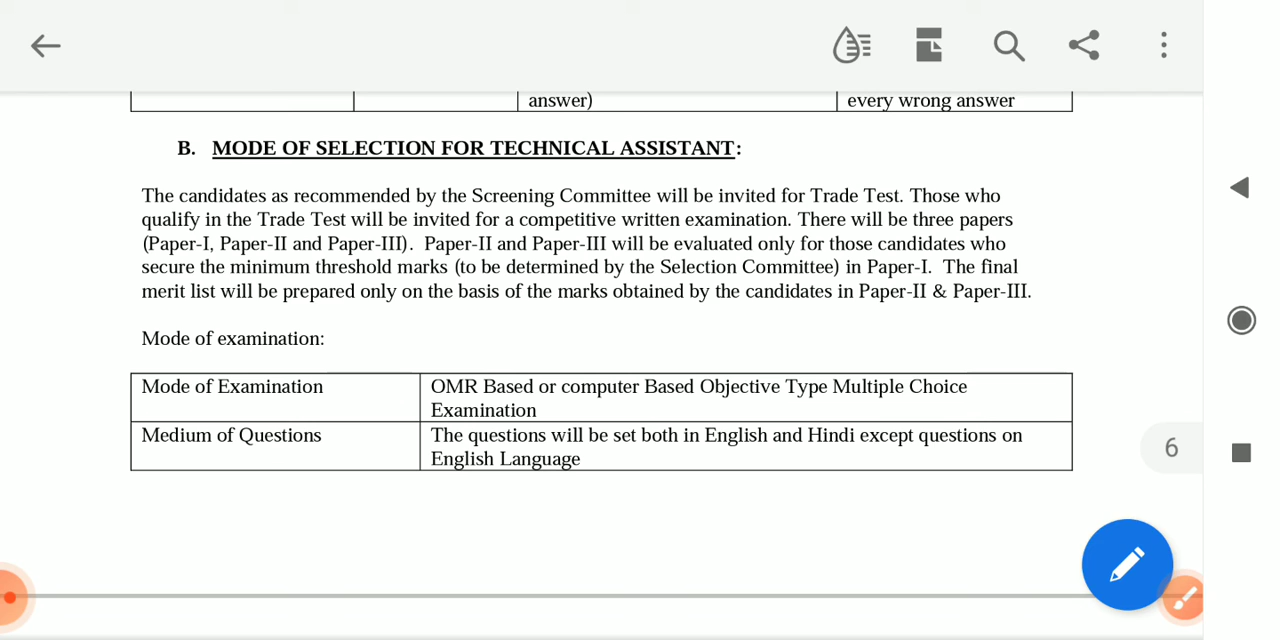 answer)
every wrong answer
B. MODE OF SELECTION FOR TECHNICAL ASSISTANT:
The candidates as recommended by the Screening Committee will be invited for Trade Test. Those who
qualify in the Trade Test will be invited for a competitive written examination. There will be three papers
(Paper-I, Paper-II and Paper-III). Paper-II and Paper-III will be evaluated only for those candidates who
secure the minimum threshold marks (to be determined by the Selection Committee) in Paper-I. The final
merit list will be prepared only on the basis of the marks obtained by the candidates in Paper-II & Paper-III.
Mode of examination:
Mode of Examination
OMR Based or computer Based Objective Type Multiple Choice
Examination
Medium of Questions
The questions will be set both in English and Hindi except questions on
English Language
6